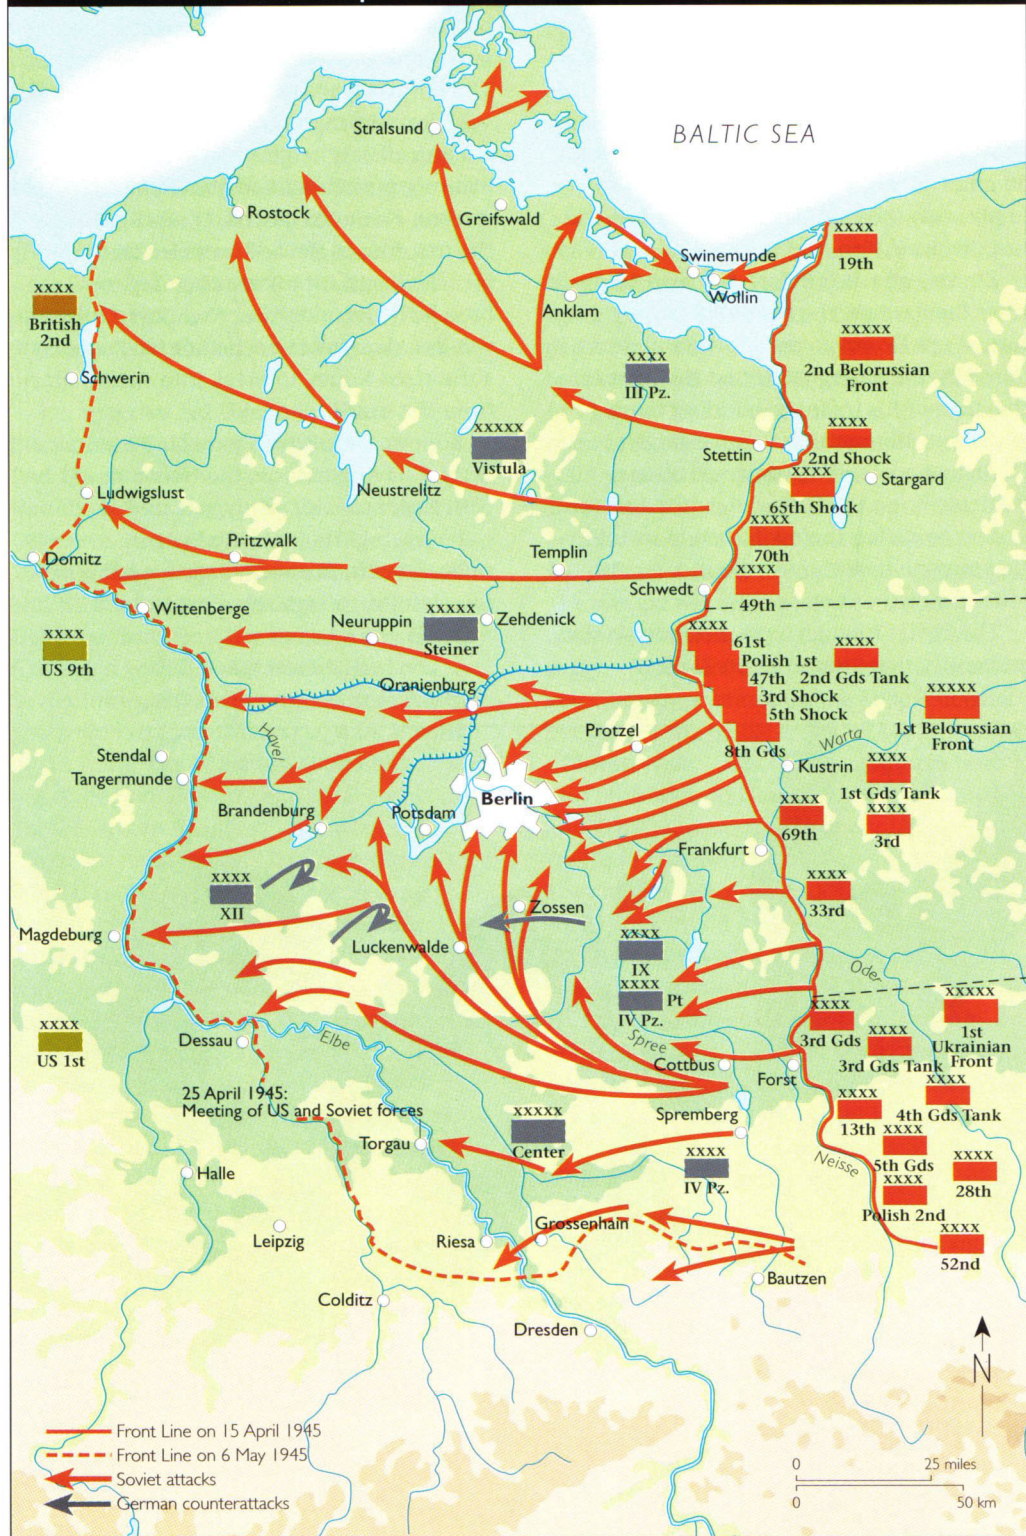 BALTIC SEA
Stralsund
Rostock
Greifswald
Swinemunde
Wollin
Anklam
XXXX
19th
XXXX
British
2nd
Schwerin
XXXXX
2nd Belorussian
Front
XXXX
III Pz.
XXXXX
Vistula
Stettin
XXXX
2nd Shock
Stargard
XXXX
65th Shock
Neustrelitz
Ludwigslust
XXXX
70th
Templin
Pritzwalk
Domitz
Schwedt
XXXX
49th
Wittenberge
XXXX
US 9th
Neuruppin
XXXXX
Steiner
Zehdenick
XXXX
61st
Polish 1st
47th
3rd Shock
5th Shock
8th Gds
XXXX
2nd Gds Tank
XXXXX
1st Belorussian
Front
Oranienburg
Havel
Protzel
Warta
Stendal
Tangermunde
Kustrin
XXXX
1st Gds Tank
Berlin
Brandenburg
Potsdam
XXXX
69th
XXXX
3rd
Frankfurt
XXXX
XII
XXXX
33rd
Zossen
Magdeburg
Luckenwalde
XXXX
IX
XXXX
Pt
IV Pz.
Oder
XXXX
3rd Gds
XXXXX
1st
Ukrainian
Front
XXXX
US 1st
Dessau
Elbe
Spree
XXXX
3rd Gds Tank
Cottbus
Forst
XXXX
4th Gds Tank
25 April 1945:
Meeting of US and Soviet forces
XXXXX
Center
Spremberg
XXXX
13th
Torgau
XXXX
5th Gds
Neisse
XXXX
28th
Halle
XXXX
IV Pz.
XXXX
Polish 2nd
Leipzig
Riesa
Grossenhain
XXXX
52nd
Bautzen
Colditz
Dresden
N
Front Line on 15 April 1945
Front Line on 6 May 1945
Soviet attacks
German counterattacks
0
25 miles
0
50 km